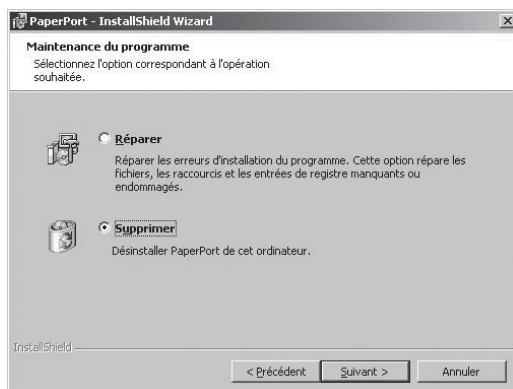 PaperPort - InstallShield Wizard
Maintenance du programme
Sélectionnez l'option correspondant à l'opération
souhaitée.
Réparer
Réparer les erreurs d'installation du programme. Cette option répare les
fichiers, les raccourcis et les entrées de registre manquants ou
endommagés.
Supprimer
Désinstaller PaperPort de cet ordinateur.
InstallShield
< Précédent Suivant > Annuler